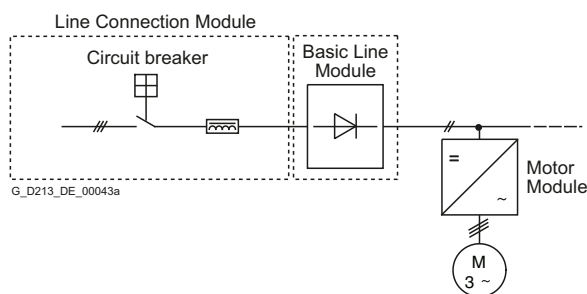 Line Connection Module
Circuit breaker
Basic Line
Module
G_D213_DE_00043a
=
~
Motor
Module
M
3 ~